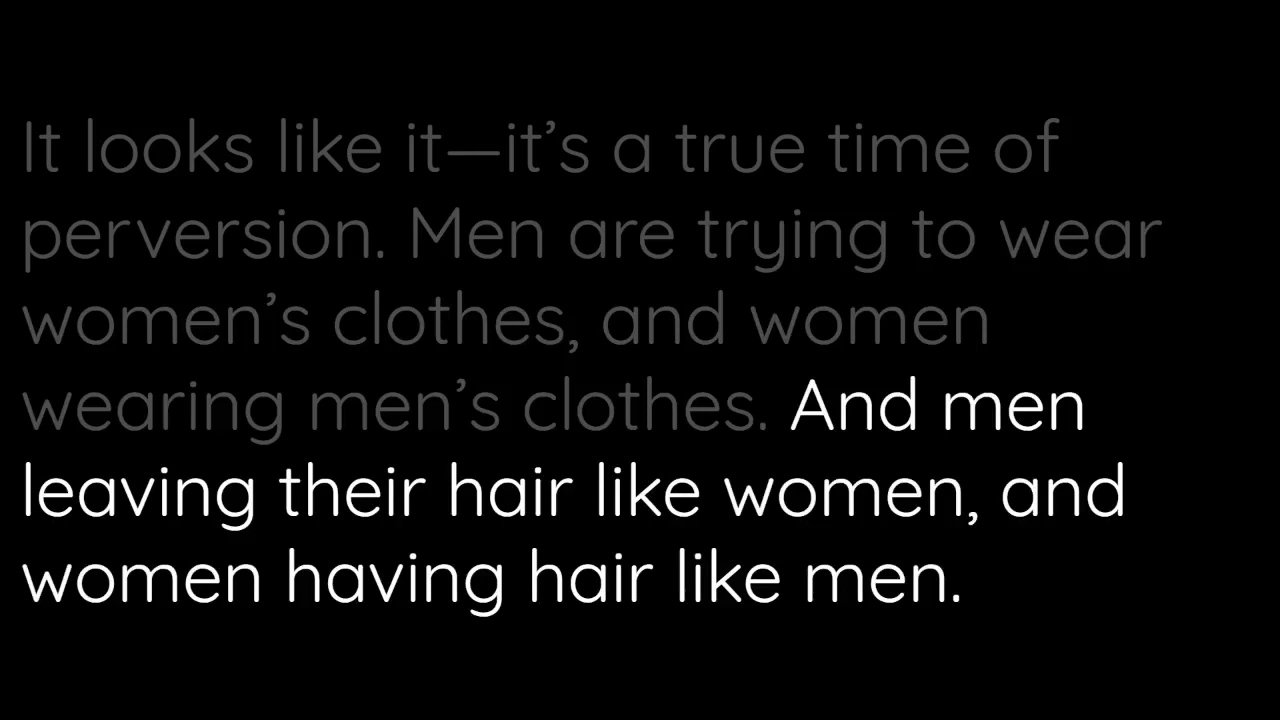 It looks like it—it’s a true time of
perversion. Men are trying to wear
women’s clothes, and women
wearing men’s clothes. And men
leaving their hair like women, and
women having hair like men.